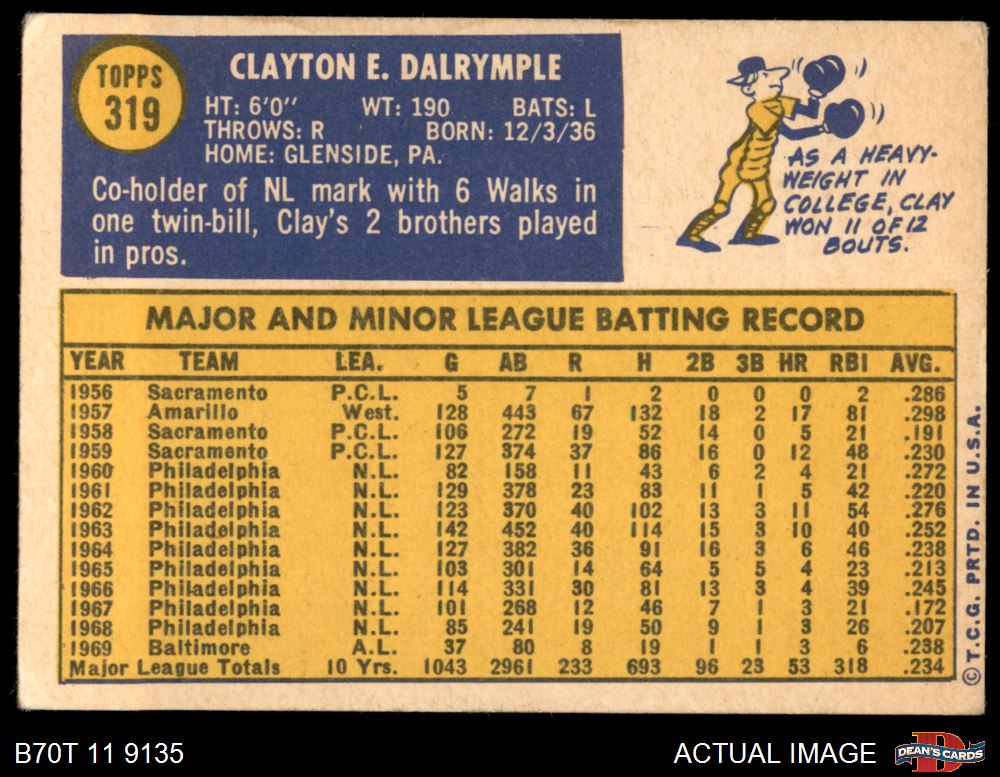 TOPPS
319
CLAYTON E. DALRYMPLE
HT: 6'0" WT: 190 BATS: L
THROWS: R BORN: 12/3/36
HOME: GLENSIDE, PA.
Co-holder of NL mark with 6 Walks in
one twin-bill, Clay's 2 brothers played
in pros.
AS A HEAVY-
WEIGHT IN
COLLEGE, CLAY
WON 11 OF 12
BOUTS.
MAJOR AND MINOR LEAGUE BATTING RECORD
YEAR TEAM LEA. G AB R H 2B 3B HR RBI AVG.
1956 Sacramento P.C.L. 5 7 1 2 0 0 0 2 .286
1957 Amarillo West. 128 443 67 132 18 2 17 81 .298
1958 Sacramento P.C.L. 106 272 19 52 14 0 5 21 .191
1959 Sacramento P.C.L. 127 374 37 86 16 0 12 48 .230
1960 Philadelphia N.L. 82 158 11 43 6 2 4 21 .272
1961 Philadelphia N.L. 129 378 23 83 11 1 5 42 .220
1962 Philadelphia N.L. 123 370 40 102 13 3 11 54 .276
1963 Philadelphia N.L. 142 452 40 114 15 3 10 40 .252
1964 Philadelphia N.L. 127 382 36 91 16 3 6 46 .238
1965 Philadelphia N.L. 103 301 14 64 5 5 4 23 .213
1966 Philadelphia N.L. 114 331 30 81 13 3 4 39 .245
1967 Philadelphia N.L. 101 268 12 46 7 1 3 21 .172
1968 Philadelphia N.L. 85 241 19 50 9 1 3 26 .207
1969 Baltimore A.L. 37 80 8 19 1 1 3 6 .238
Major League Totals 10 Yrs. 1043 2961 233 693 96 23 53 318 .234
© T.C.G. PRTD. IN U.S.A.
B70T 11 9135
ACTUAL IMAGE
D
DEAN'S CARDS